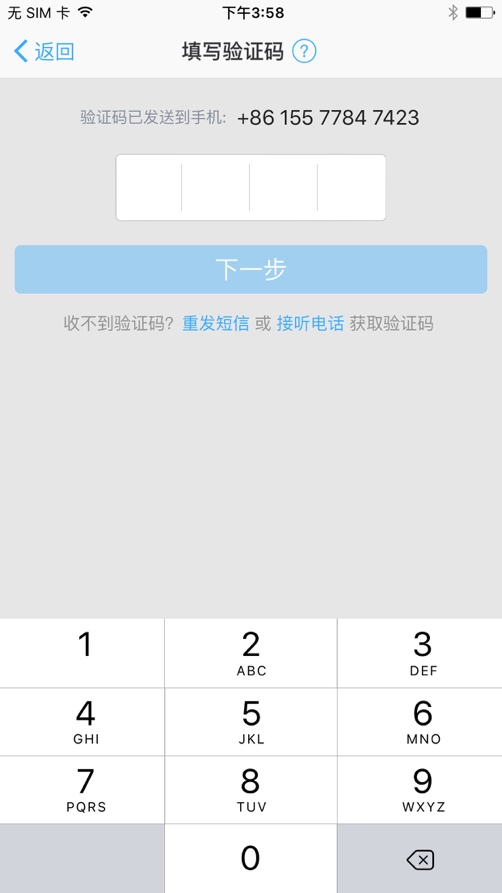 无 SIM 卡 下午3:58
返回 填写验证码 ?
验证码已发送到手机: +86 155 7784 7423
下一步
收不到验证码? 重发短信 或 接听电话 获取验证码
1 2 3
ABC DEF
4 5 6
GHI JKL MNO
7 8 9
PQRS TUV WXYZ
0